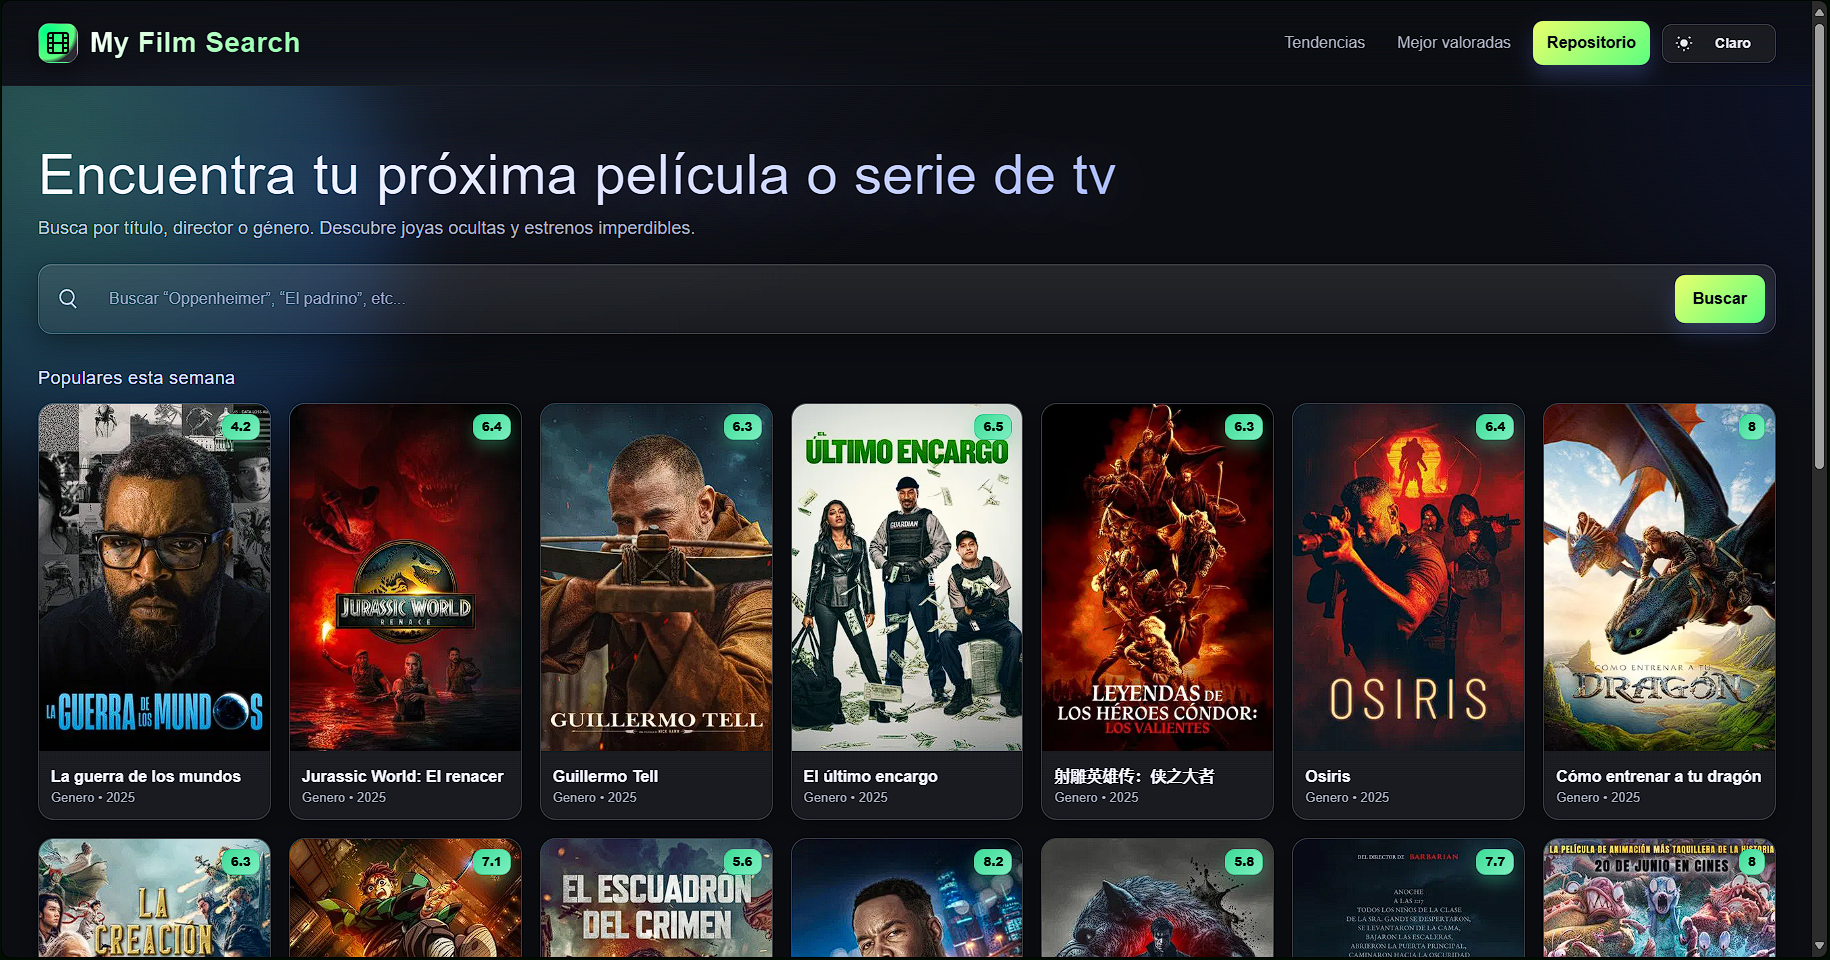 My Film Search
Tendencias
Mejor valoradas
Repositorio
Claro
Encuentra tu próxima película o serie de tv
Busca por título, director o género. Descubre joyas ocultas y estrenos imperdibles.
Buscar “Oppenheimer”, “El padrino”, etc...
Buscar
Populares esta semana
4.2
LA GUERRA DE LOS MUNDOS
La guerra de los mundos
Genero • 2025
6.4
JURASSIC WORLD
RENACE
Jurassic World: El renacer
Genero • 2025
6.3
GUILLERMO TELL
Guillermo Tell
Genero • 2025
6.5
EL
ÚLTIMO ENCARGO
GUARDIAN
El último encargo
Genero • 2025
6.3
LEYENDAS DE
LOS HÉROES CÓNDOR:
LOS VALIENTES
射雕英雄传：侠之大者
Genero • 2025
6.4
OSIRIS
Osiris
Genero • 2025
8
CÓMO ENTRENAR A TU
DRAGÓN
Cómo entrenar a tu dragón
Genero • 2025
6.3
LA
CREACIÓN
7.1
5.6
EL ESCUADRÓN
DEL CRIMEN
8.2
5.8
7.7
DEL DIRECTOR DE BARBARIAN
ANOCHE
A LAS 2:17
TODOS LOS NIÑOS DE LA CLASE
DE LA SRA. GANDY SE DESPERTARON,
SE LEVANTARON DE LA CAMA,
BAJARON LAS ESCALERAS,
ABRIERON LA PUERTA PRINCIPAL,
CAMINARON HACIA LA OSCURIDAD
8
LA PELÍCULA DE ANIMACIÓN MÁS TAQUILLERA DE LA HISTORIA
20 DE JUNIO EN CINES